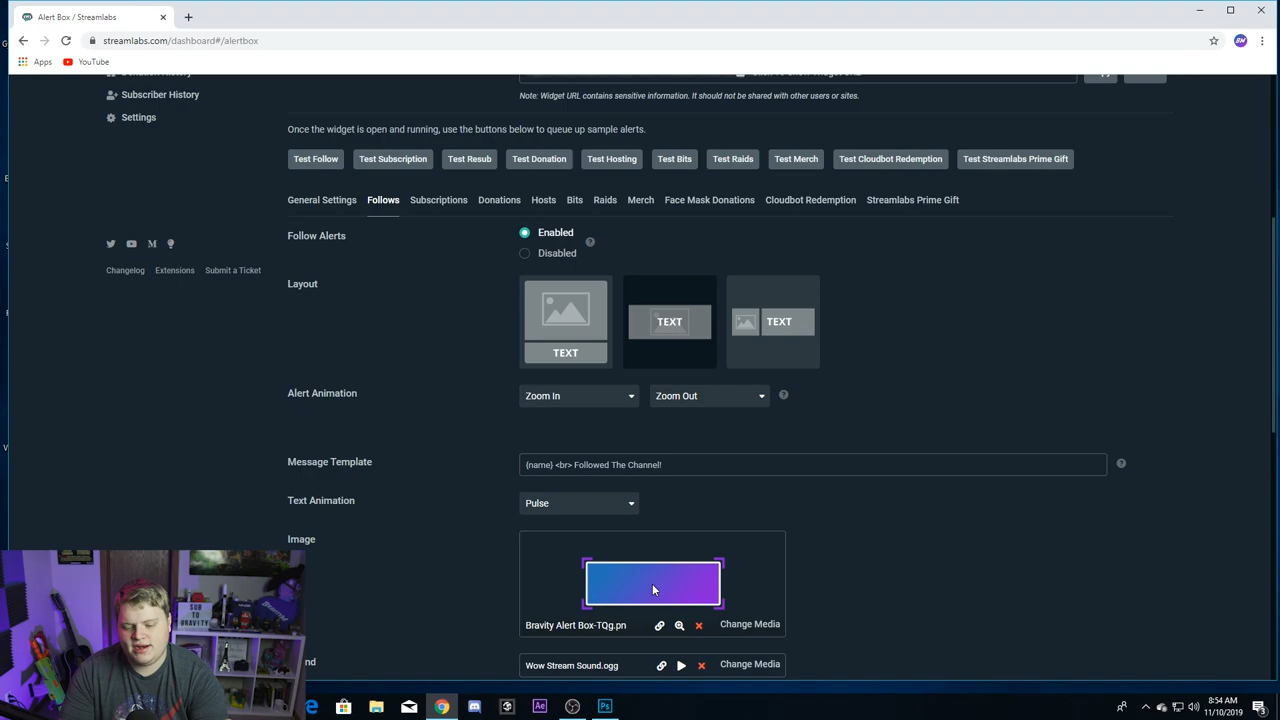 Alert Box / Streamlabs
streamlabs.com/dashboard#/alertbox
Apps
YouTube
Subscriber History
Settings
Note: Widget URL contains sensitive information. It should not be shared with other users or sites.
Once the widget is open and running, use the buttons below to queue up sample alerts.
Test Follow Test Subscription Test Resub Test Donation Test Hosting Test Bits Test Raids Test Merch Test Cloudbot Redemption Test Streamlabs Prime Gift
General Settings Follows Subscriptions Donations Hosts Bits Raids Merch Face Mask Donations Cloudbot Redemption Streamlabs Prime Gift
Follow Alerts
Enabled
Disabled
Changelog Extensions Submit a Ticket
Layout
TEXT
TEXT
TEXT
Alert Animation
Zoom In
Zoom Out
Message Template
{name} <br> Followed The Channel!
Text Animation
Pulse
Image
Bravity Alert Box-TQg.pn
Change Media
Wow Stream Sound.ogg
Change Media
SUB
TO
BRAVITY
8:54 AM
11/10/2019